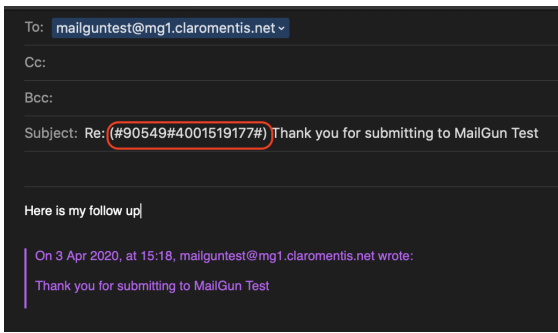 To: mailguntest@mg1.claromentis.net
Cc:
Bcc:
Subject: Re: (#90549#4001519177#) Thank you for submitting to MailGun Test
Here is my follow up
On 3 Apr 2020, at 15:18, mailguntest@mg1.claromentis.net wrote:
Thank you for submitting to MailGun Test